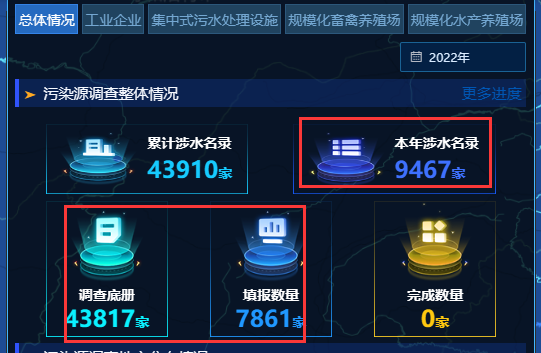 总体情况 工业企业 集中式污水处理设施 规模化畜禽养殖场 规模化水产养殖场
2022年
污染源调查整体情况 更多进度
累计涉水名录 本年涉水名录
43910家 9467家
调查底册 填报数量 完成数量
43817家 7861家 0家